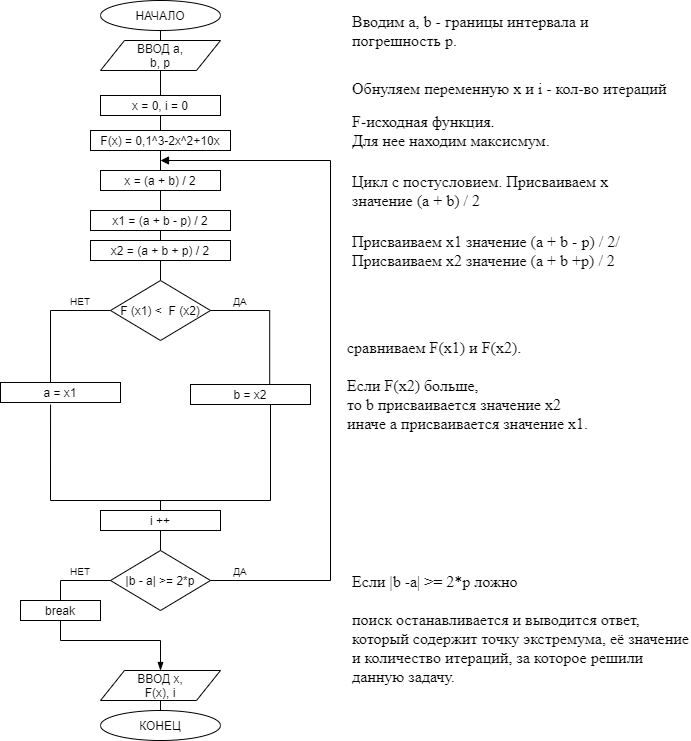 НАЧАЛО
ВВОД a,
b, p
x = 0, i = 0
F(x) = 0,1^3-2x^2+10x
x = (a + b) / 2
x1 = (a + b - p) / 2
x2 = (a + b + p) / 2
НЕТ
F (x1) < F (x2)
ДА
a = x1
b = x2
i ++
НЕТ
|b - a| >= 2*p
ДА
break
ВВОД x,
F(x), i
КОНЕЦ
Вводим a, b - границы интервала и
погрешность p.
Обнуляем переменную x и i - кол-во итераций
F-исходная функция.
Для нее находим максисмум.
Цикл с постусловием. Присваиваем x
значение (a + b) / 2
Присваиваем x1 значение (a + b - p) / 2/
Присваиваем x2 значение (a + b +p) / 2
сравниваем F(x1) и F(x2).
Если F(x2) больше,
то b присваивается значение x2
иначе a присваивается значение x1.
Если |b -a| >= 2*p ложно
поиск останавливается и выводится ответ,
который содержит точку экстремума, её значение
и количество итераций, за которое решили
данную задачу.